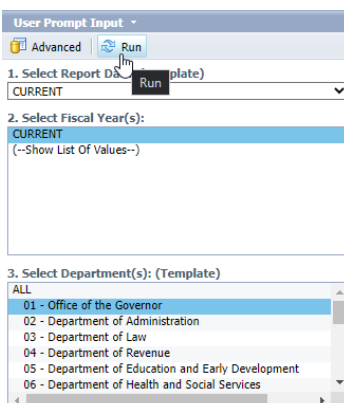 User Prompt Input
Advanced Run
1. Select Report Da plate)
Run
CURRENT
2. Select Fiscal Year(s):
CURRENT
(--Show List Of Values--)
3. Select Department(s): (Template)
ALL
01 - Office of the Governor
02 - Department of Administration
03 - Department of Law
04 - Department of Revenue
05 - Department of Education and Early Development
06 - Department of Health and Social Services